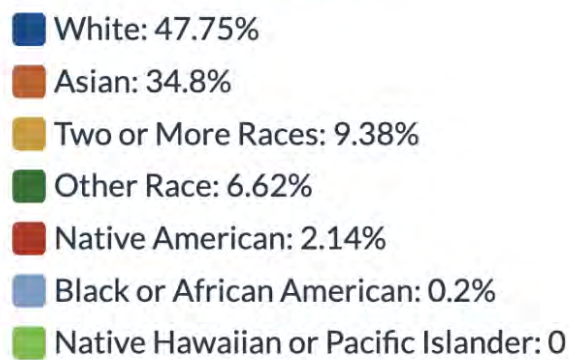 White: 47.75%
Asian: 34.8%
Two or More Races: 9.38%
Other Race: 6.62%
Native American: 2.14%
Black or African American: 0.2%
Native Hawaiian or Pacific Islander: 0